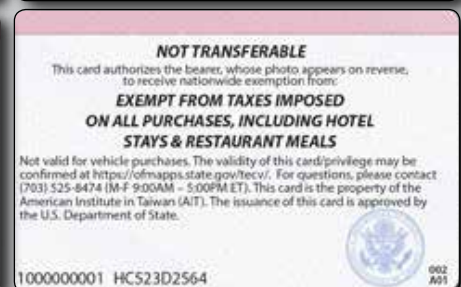 NOT TRANSFERABLE
This card authorizes the bearer, whose photo appears on reverse,
to receive nationwide exemption from:
EXEMPT FROM TAXES IMPOSED
ON ALL PURCHASES, INCLUDING HOTEL
STAYS & RESTAURANT MEALS
Not valid for vehicle purchases. The validity of this card/privilege may be
confirmed at https://ofmapps.state.gov/tecv/. For questions, please contact
(703) 525-8474 (M-F 9:00AM – 5:00PM ET). This card is the property of the
American Institute in Taiwan (AIT). The issuance of this card is approved by
the U.S. Department of State.
002
1000000001 HCS23D2564 A01